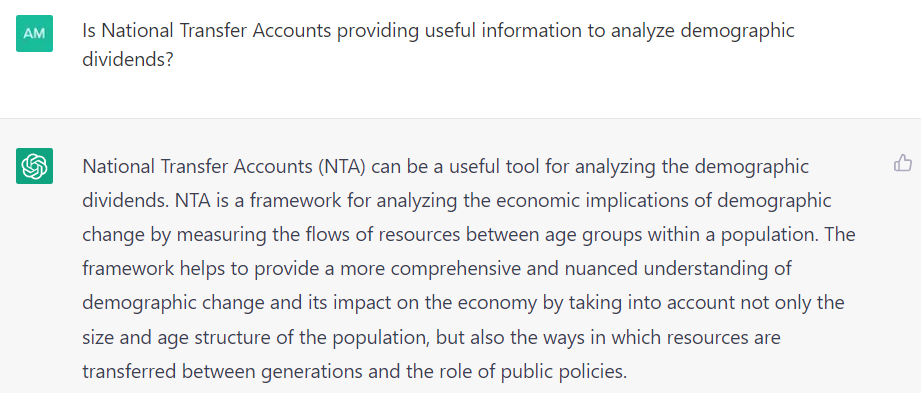 AM
Is National Transfer Accounts providing useful information to analyze demographic
dividends?
National Transfer Accounts (NTA) can be a useful tool for analyzing the demographic
dividends. NTA is a framework for analyzing the economic implications of demographic
change by measuring the flows of resources between age groups within a population. The
framework helps to provide a more comprehensive and nuanced understanding of
demographic change and its impact on the economy by taking into account not only the
size and age structure of the population, but also the ways in which resources are
transferred between generations and the role of public policies.